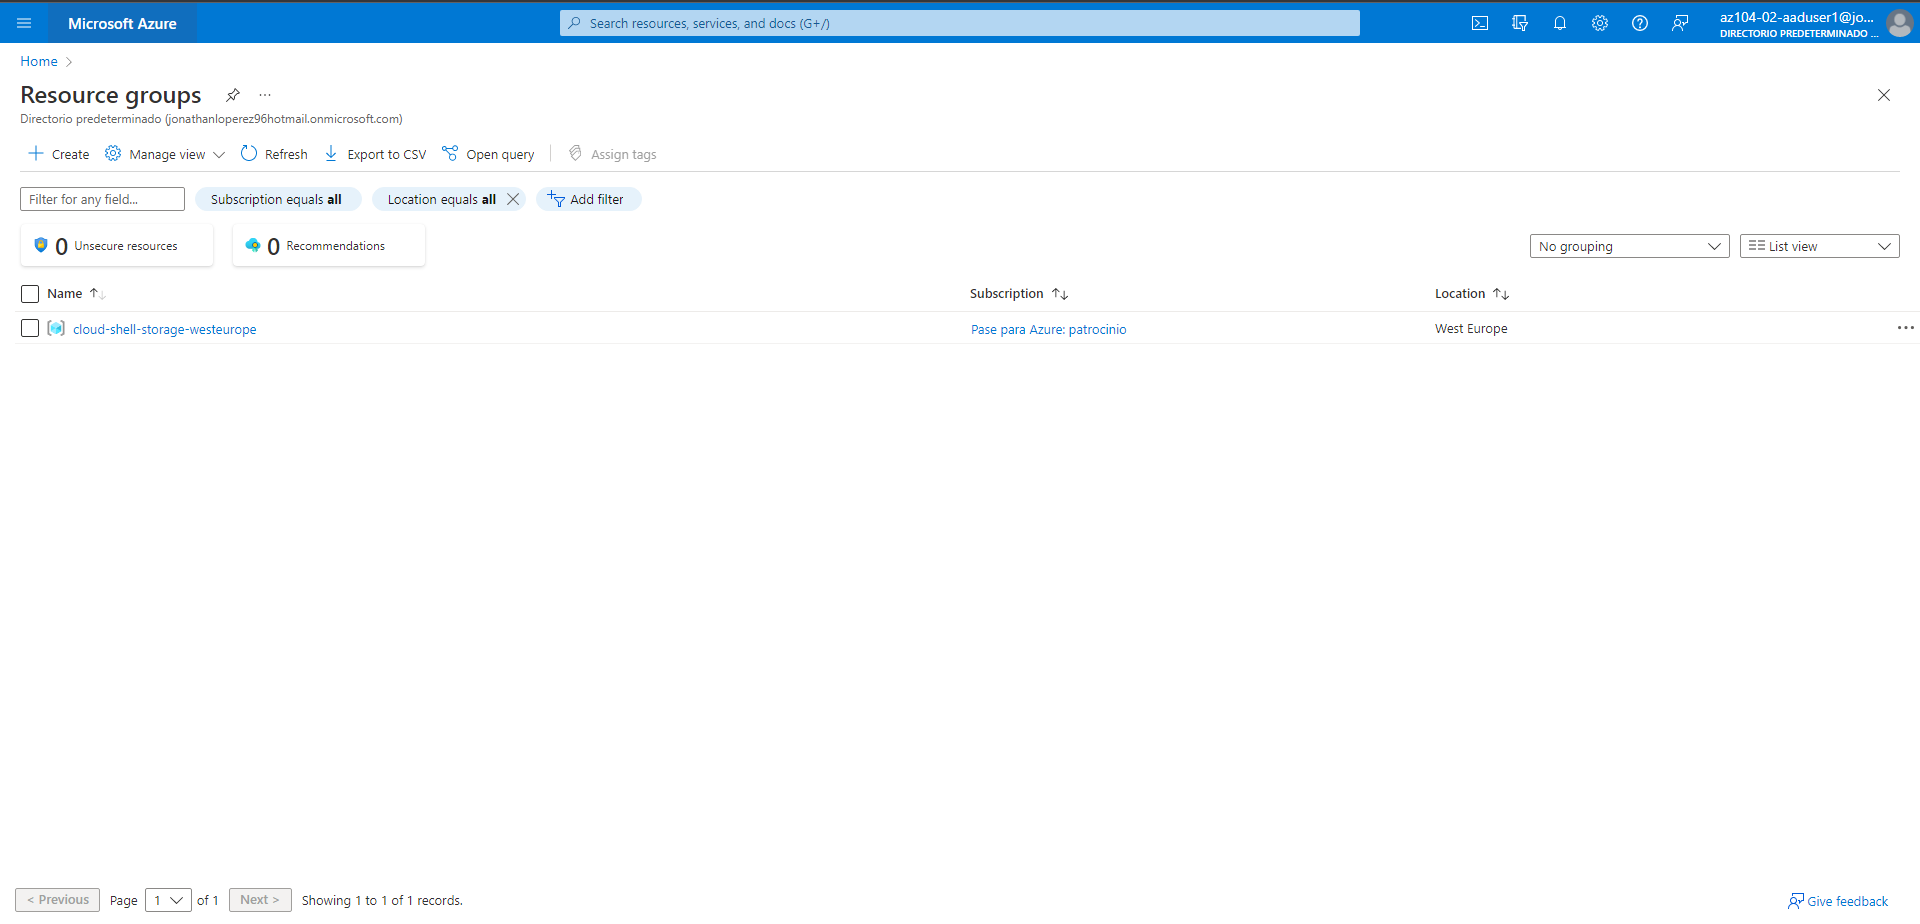 Microsoft Azure
Search resources, services, and docs (G+/)
az104-02-aaduser1@jo...
DIRECTORIO PREDETERMINADO ...
Home
Resource groups
Directorio predeterminado (jonathanloperez96hotmail.onmicrosoft.com)
Create Manage view Refresh Export to CSV Open query Assign tags
Filter for any field... Subscription equals all Location equals all Add filter
0 Unsecure resources 0 Recommendations No grouping List view
Name Subscription Location
cloud-shell-storage-westeurope Pase para Azure: patrocinio West Europe
< Previous Page 1 of 1 Next > Showing 1 to 1 of 1 records. Give feedback